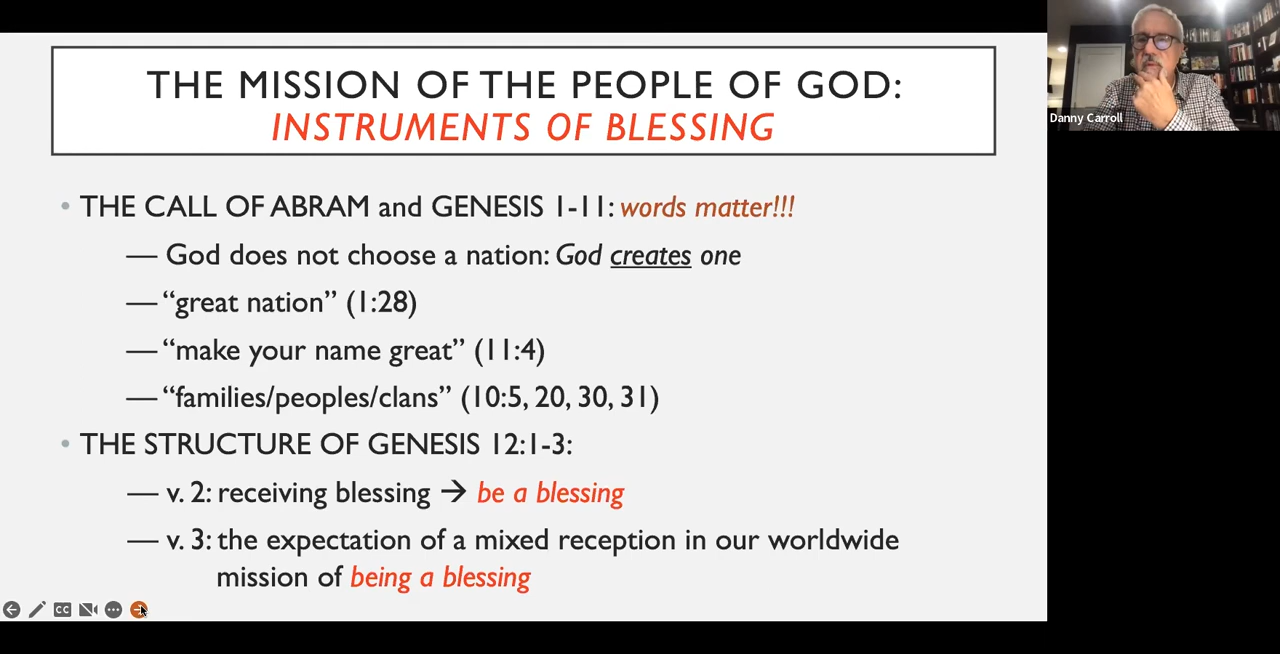 THE MISSION OF THE PEOPLE OF GOD:
INSTRUMENTS OF BLESSING
• THE CALL OF ABRAM and GENESIS 1-11: words matter!!!
— God does not choose a nation: God creates one
— “great nation” (1:28)
— “make your name great” (11:4)
— “families/peoples/clans” (10:5, 20, 30, 31)
• THE STRUCTURE OF GENESIS 12:1-3:
— v. 2: receiving blessing → be a blessing
— v. 3: the expectation of a mixed reception in our worldwide
mission of being a blessing
CC
Danny Carroll